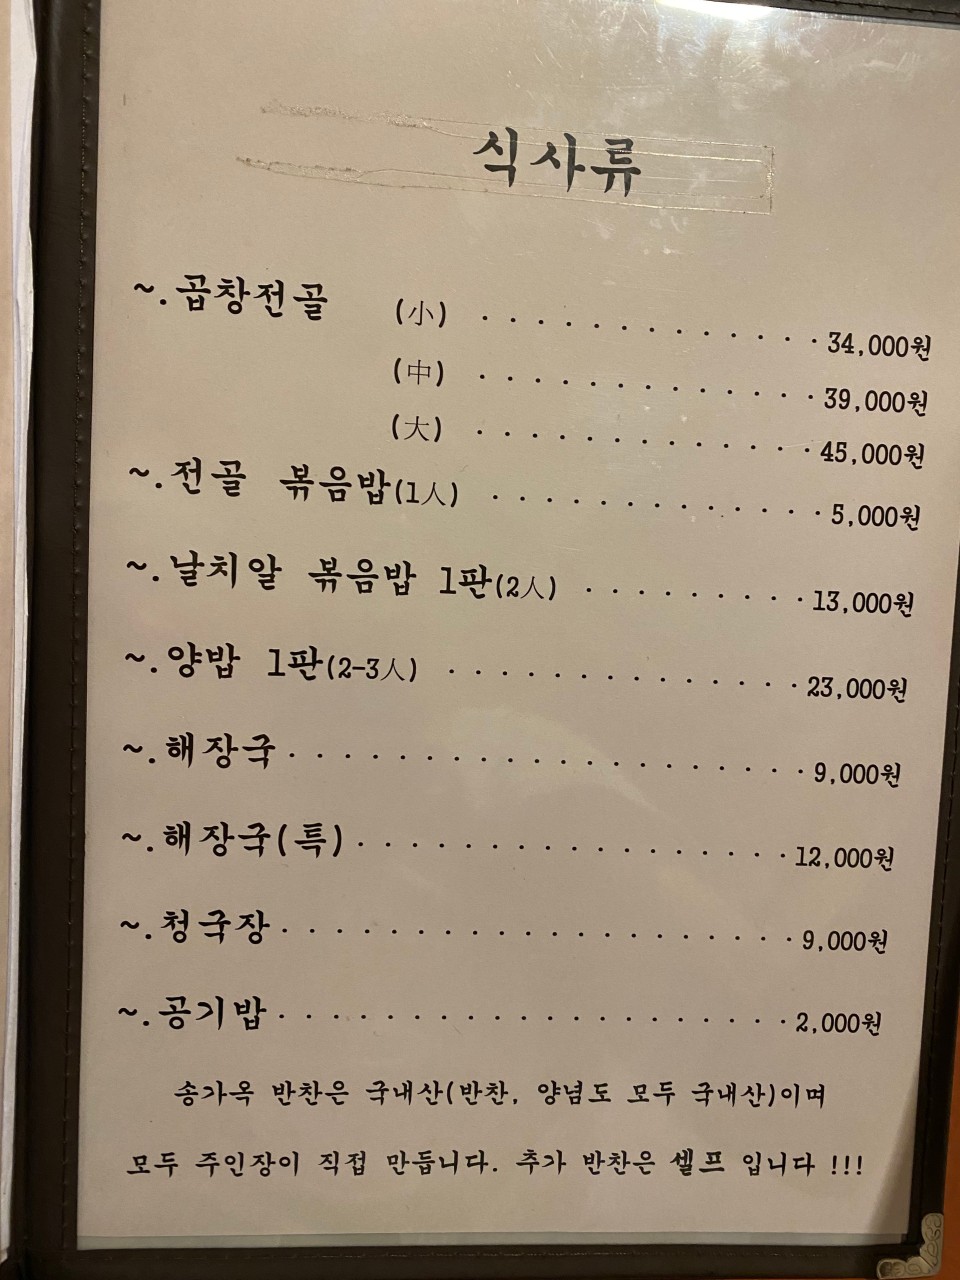 식사류
~.곱창전골 (小) ············· 34,000원
(中) ············· 39,000원
(大) ············· 45,000원
~.전골 볶음밥(1人) ············· 5,000원
~.날치알 볶음밥 1판(2人) ········· 13,000원
~.양밥 1판(2-3人) ·············· 23,000원
~.해장국···················· 9,000원
~.해장국(특)················· 12,000원
~.청국장···················· 9,000원
~.공기밥···················· 2,000원
송가옥 반찬은 국내산(반찬, 양념도 모두 국내산)이며
모두 주인장이 직접 만듭니다. 추가 반찬은 셀프 입니다 !!!